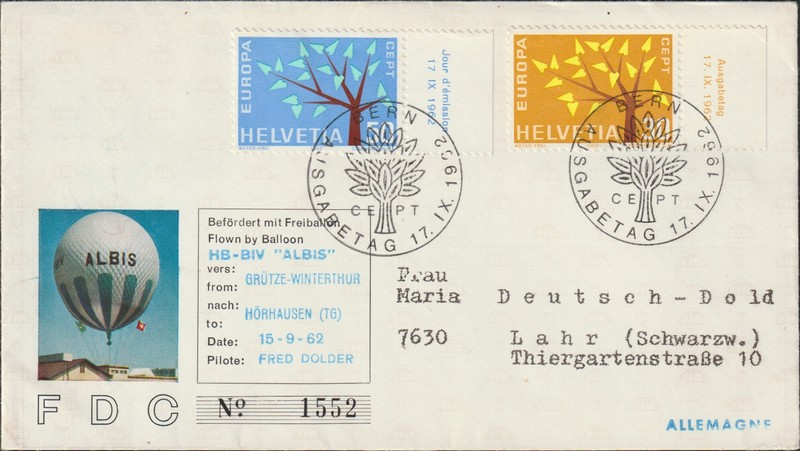 EUROPA
CEPT
50
HELVETIA
Jour d'émission
17. IX. 1962
EUROPA
CEPT
20
HELVETIA
Ausgabetag
17. IX. 1962
BERN
CEPT
AUSGABETAG 17.IX.1962
BERN
CEPT
AUSGABETAG 17.IX.1962
ALBIS
Befördert mit Freiballon
Flown by Balloon
HB-BIV "ALBIS"
vers:
from: GRÜTZE-WINTERTHUR
nach:
to: HÖRHAUSEN (TG)
Date: 15-9-62
Pilote: FRED DOLDER
FDC
No. 1552
Frau
Maria Deutsch-Dold
7630 Lahr (Schwarzw.)
Thiergartenstraße 10
ALLEMAGNE